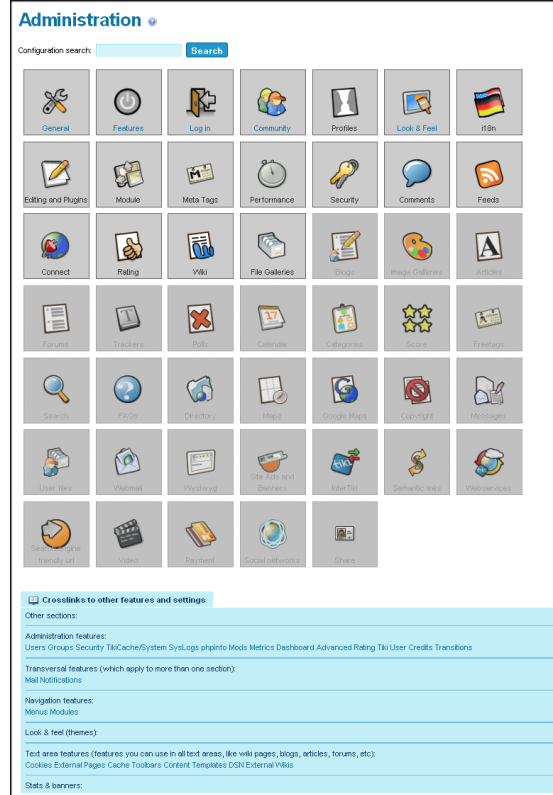 Administration
Configuration search: Search
General Features Log in Community Profiles Look & Feel i18n
Editing and Plugins Module Meta Tags Performance Security Comments Feeds
Connect Rating Wiki File Galleries Blogs Image Galleries Articles
Forums Trackers Polls Calendar Categories Score Freetags
Search FAQs Directory Maps Google Maps Copyright Messages
User files Webmail Wysiwyg Site Ads and Banners InterTiki Semantic links Webservices
Search engine friendly url Video Payment Social networks Share
Crosslinks to other features and settings
Other sections:
Administration features:
Users Groups Security TikiCache/System SysLogs phpinfo Mods Metrics Dashboard Advanced Rating Tiki User Credits Transitions
Transversal features (which apply to more than one section):
Mail Notifications
Navigation features:
Menus Modules
Look & feel (themes):
Text area features (features you can use in all text areas, like wiki pages, blogs, articles, forums, etc):
Cookies External Pages Cache Toolbars Content Templates DSN External Wikis
Stats & banners: